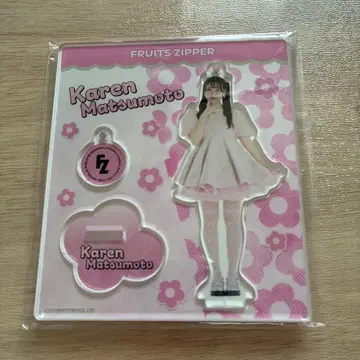 FRUITS ZIPPER
Karen
Matsumoto
FZ
Karen
Matsumoto